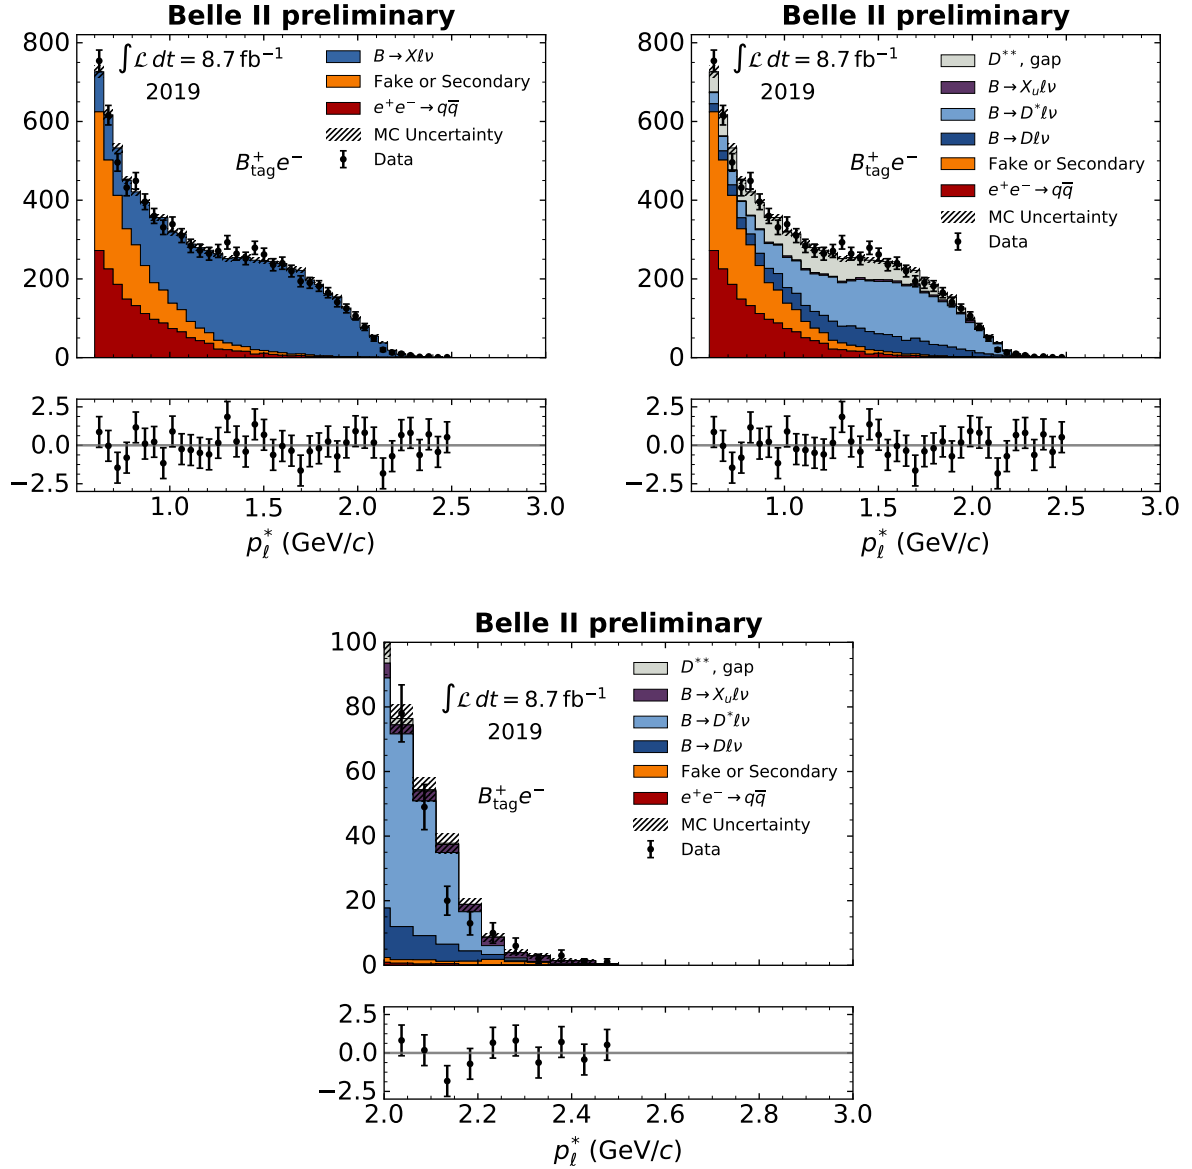 Belle II preliminary
∫ℒ dt = 8.7 fb⁻¹
2019
B⁺tag e⁻
B → Xℓν
Fake or Secondary
e⁺e⁻ → qq̅
MC Uncertainty
Data
800
600
400
200
0
2.5
0.0
−2.5
1.0 1.5 2.0 2.5 3.0
p*ℓ (GeV/c)
Belle II preliminary
∫ℒ dt = 8.7 fb⁻¹
2019
B⁺tag e⁻
D**, gap
B → Xᵤℓν
B → D*ℓν
B → Dℓν
Fake or Secondary
e⁺e⁻ → qq̅
MC Uncertainty
Data
800
600
400
200
0
2.5
0.0
−2.5
1.0 1.5 2.0 2.5 3.0
p*ℓ (GeV/c)
Belle II preliminary
∫ℒ dt = 8.7 fb⁻¹
2019
B⁺tag e⁻
D**, gap
B → Xᵤℓν
B → D*ℓν
B → Dℓν
Fake or Secondary
e⁺e⁻ → qq̅
MC Uncertainty
Data
100
80
60
40
20
0
2.5
0.0
−2.5
2.0 2.2 2.4 2.6 2.8 3.0
p*ℓ (GeV/c)